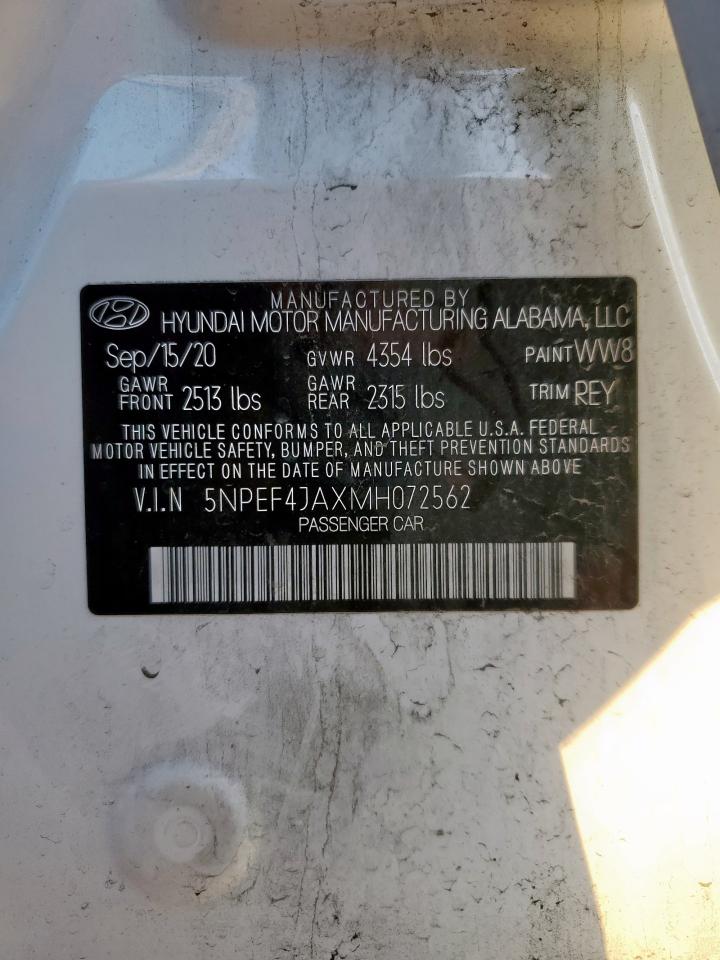 MANUFACTURED BY
HYUNDAI MOTOR MANUFACTURING ALABAMA, LLC
Sep/15/20 GVWR 4354 lbs PAINT WW8
GAWR FRONT 2513 lbs GAWR REAR 2315 lbs TRIM REY
THIS VEHICLE CONFORMS TO ALL APPLICABLE U.S.A. FEDERAL
MOTOR VEHICLE SAFETY, BUMPER, AND THEFT PREVENTION STANDARDS
IN EFFECT ON THE DATE OF MANUFACTURE SHOWN ABOVE
V.I.N 5NPEF4JAXMH072562
PASSENGER CAR